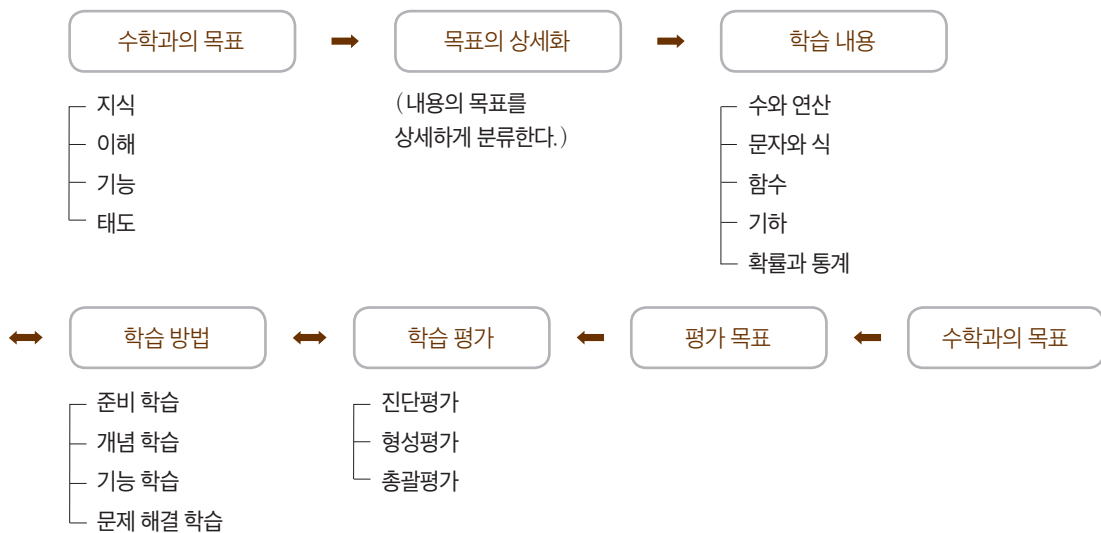 수학과의 목표
목표의 상세화
학습 내용
지식
이해
기능
태도
(내용의 목표를
상세하게 분류한다.)
수와 연산
문자와 식
함수
기하
확률과 통계
학습 방법
학습 평가
평가 목표
수학과의 목표
준비 학습
개념 학습
기능 학습
문제 해결 학습
진단평가
형성평가
총괄평가